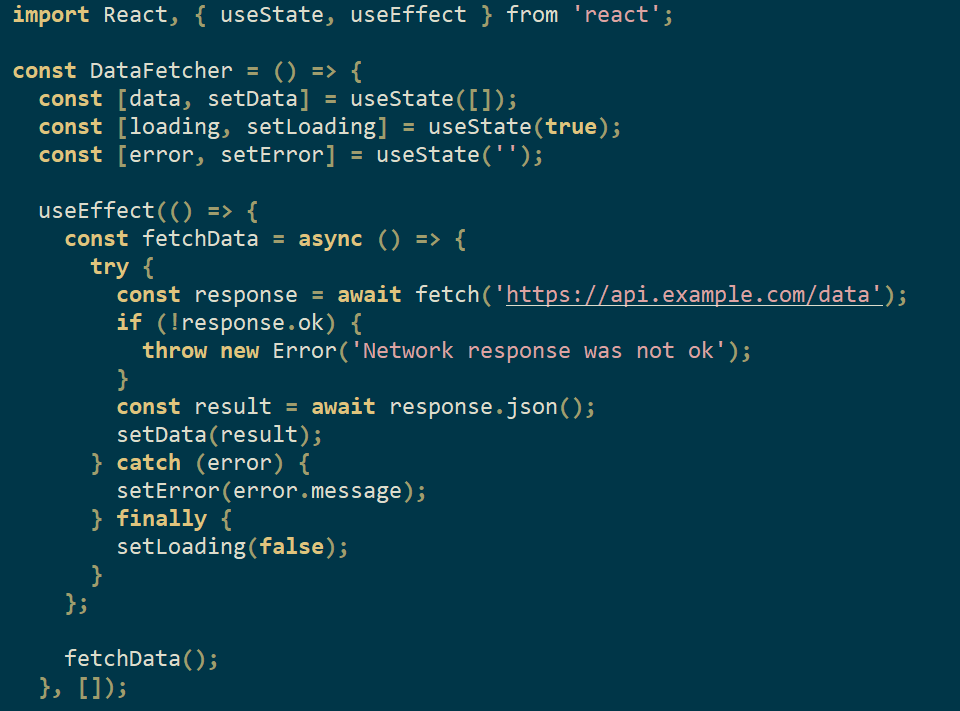 import React, { useState, useEffect } from 'react';

const DataFetcher = () => {
  const [data, setData] = useState([]);
  const [loading, setLoading] = useState(true);
  const [error, setError] = useState('');

  useEffect(() => {
    const fetchData = async () => {
      try {
        const response = await fetch('https://api.example.com/data');
        if (!response.ok) {
          throw new Error('Network response was not ok');
        }
        const result = await response.json();
        setData(result);
      } catch (error) {
        setError(error.message);
      } finally {
        setLoading(false);
      }
    };

    fetchData();
  }, []);